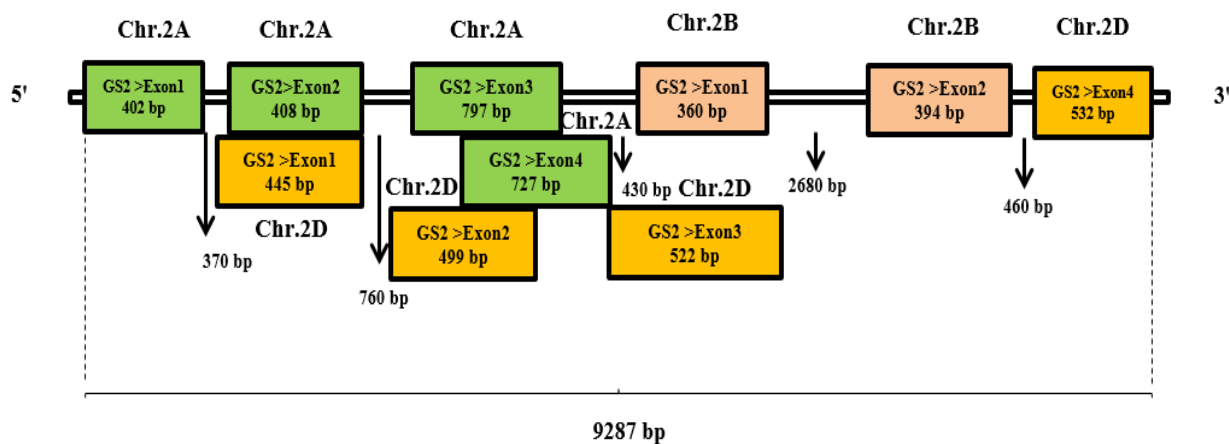 Chr.2A
Chr.2A
Chr.2A
Chr.2B
Chr.2B
Chr.2D
5'
GS2 >Exon1
402 bp
GS2>Exon2
408 bp
GS2 >Exon3
797 bp
GS2 >Exon1
360 bp
GS2 >Exon2
394 bp
GS2 >Exon4
532 bp
3'
Chr.2A
GS2 >Exon1
445 bp
GS2 >Exon4
727 bp
430 bp
2680 bp
460 bp
Chr.2D
Chr.2D
Chr.2D
370 bp
GS2 >Exon2
499 bp
GS2 >Exon3
522 bp
760 bp
9287 bp